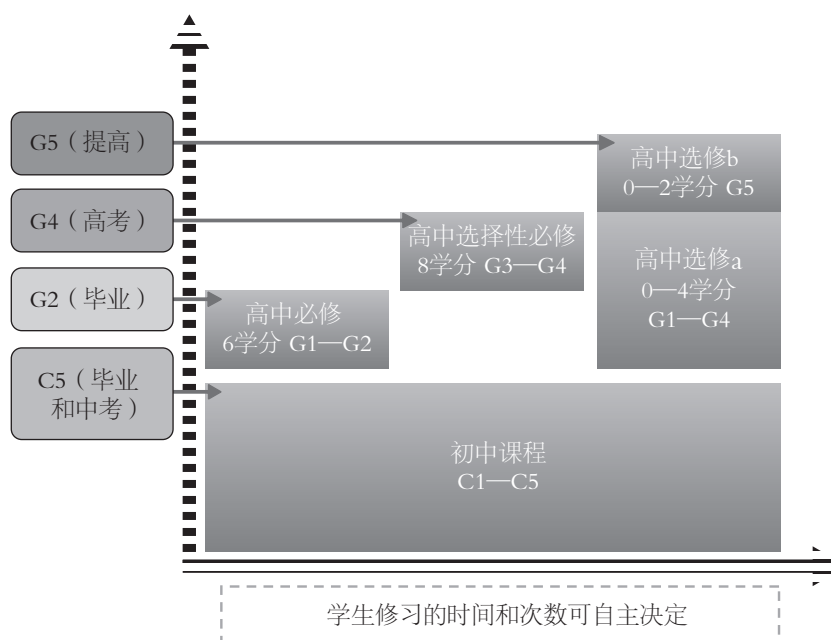 G5（提高）
高中选修b
0—2学分 G5
G4（高考）
高中选择性必修
8学分 G3—G4
高中选修a
0—4学分
G1—G4
G2（毕业）
高中必修
6学分 G1—G2
C5（毕业
和中考）
初中课程
C1—C5
学生修习的时间和次数可自主决定